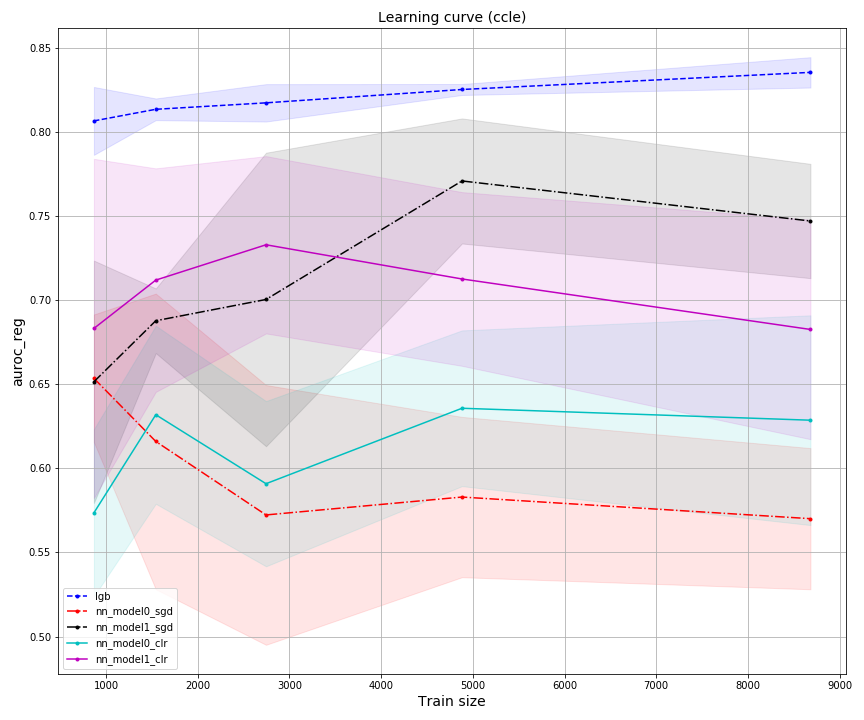 Learning curve (ccle)
auroc_reg
0.85
0.80
0.75
0.70
0.65
0.60
0.55
0.50
lgb
nn_model0_sgd
nn_model1_sgd
nn_model0_clr
nn_model1_clr
1000 2000 3000 4000 5000 6000 7000 8000 9000
Train size